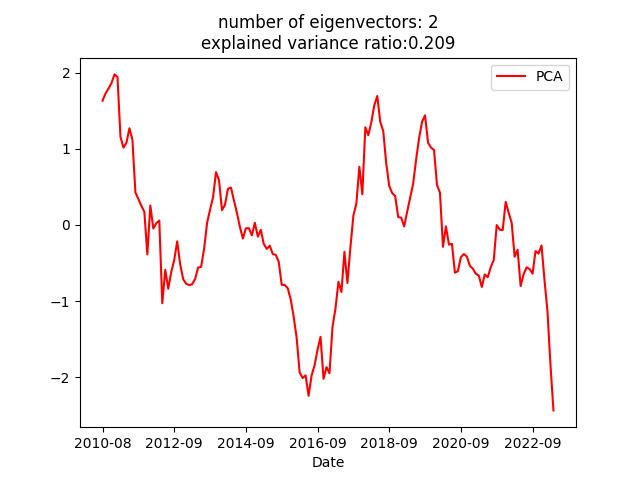 number of eigenvectors: 2
explained variance ratio:0.209
PCA
2
1
0
−1
−2
2010-08 2012-09 2014-09 2016-09 2018-09 2020-09 2022-09
Date